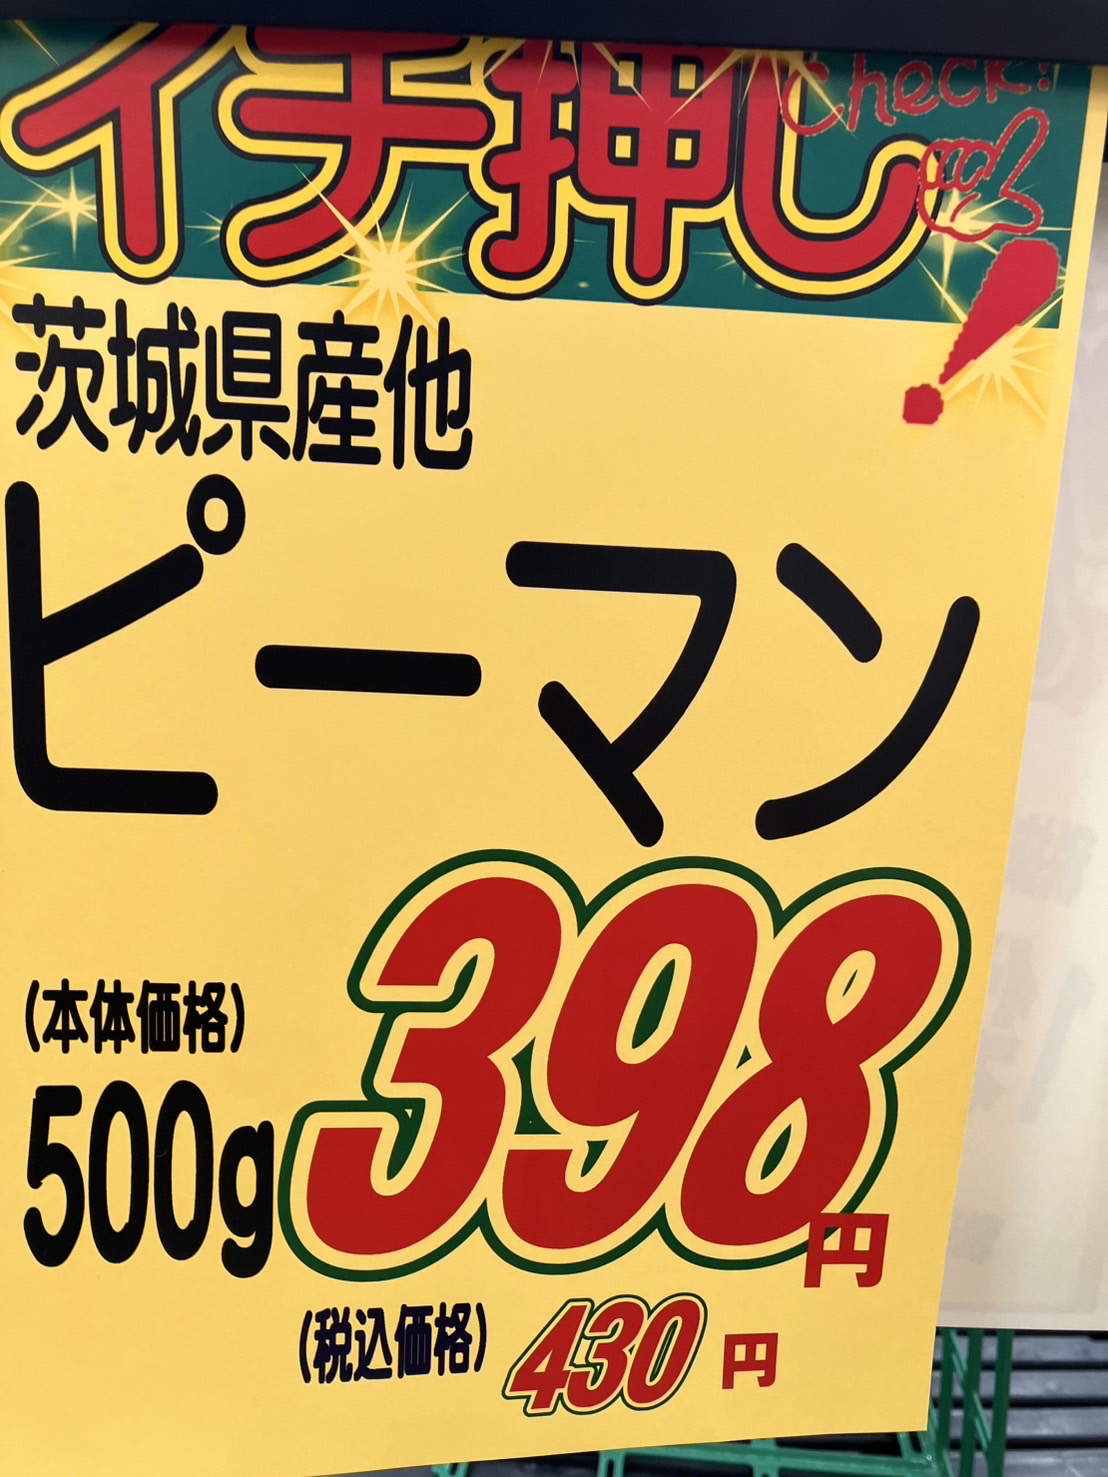 イチ押し
Check!
茨城県産他
ピーマン
(本体価格)
500g 398円
(税込価格) 430円